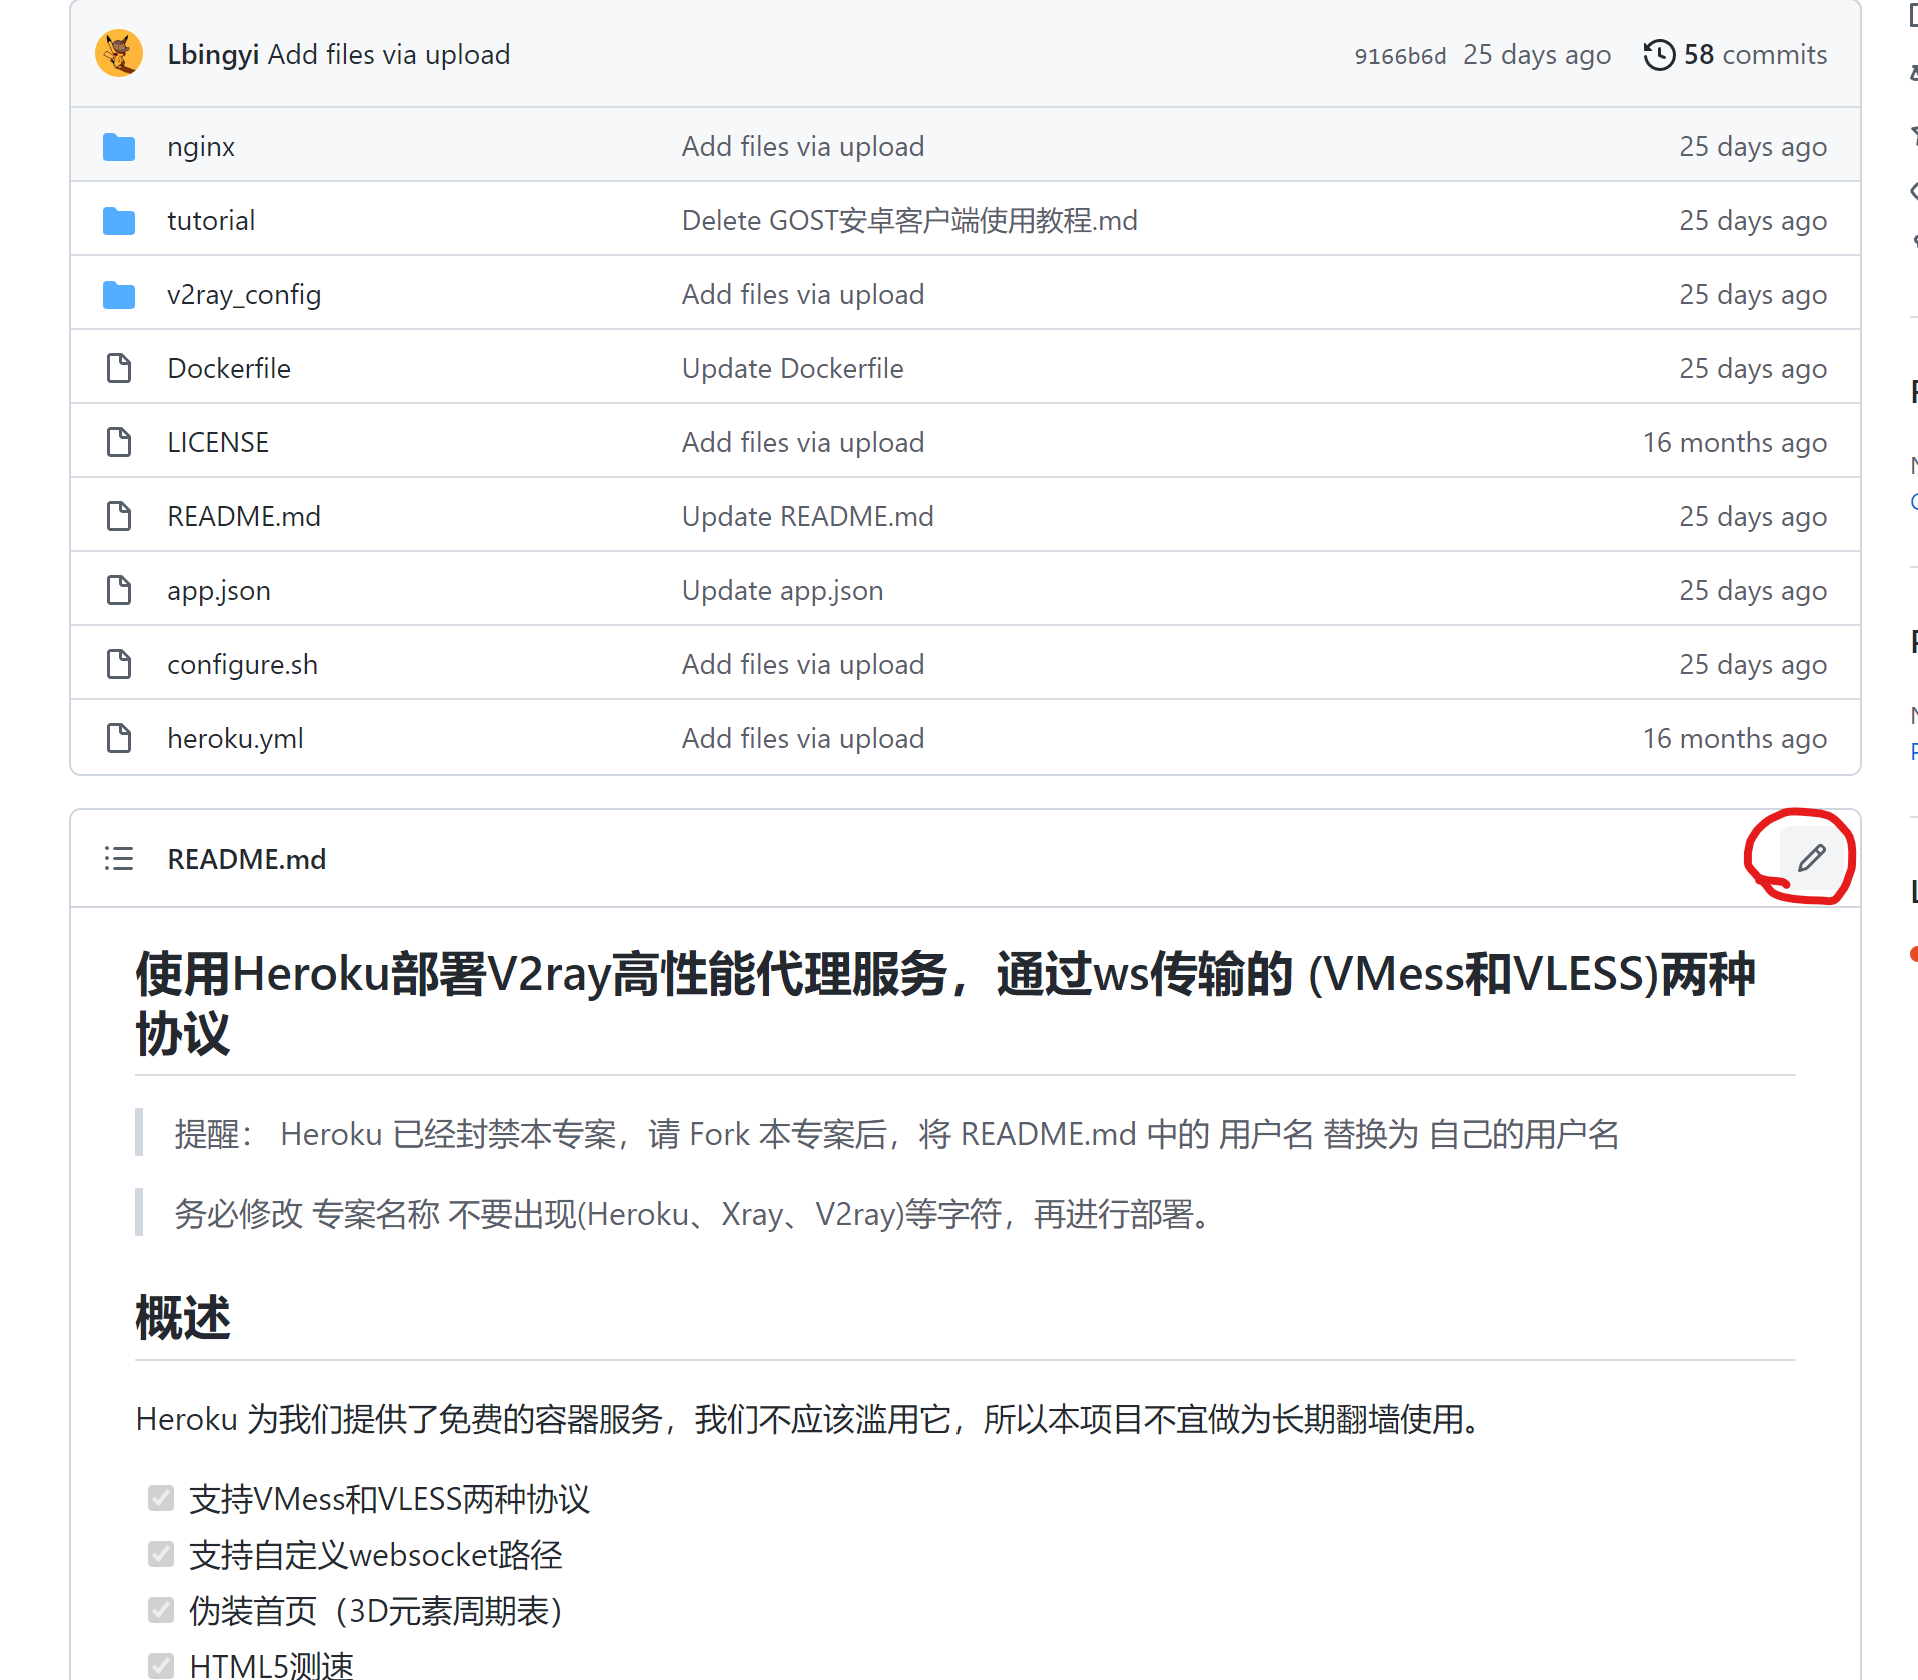 Lbingyi Add files via upload 9166b6d 25 days ago 58 commits
nginx Add files via upload 25 days ago
tutorial Delete GOST安卓客户端使用教程.md 25 days ago
v2ray_config Add files via upload 25 days ago
Dockerfile Update Dockerfile 25 days ago
LICENSE Add files via upload 16 months ago
README.md Update README.md 25 days ago
app.json Update app.json 25 days ago
configure.sh Add files via upload 25 days ago
heroku.yml Add files via upload 16 months ago
README.md
使用Heroku部署V2ray高性能代理服务，通过ws传输的 (VMess和VLESS)两种
协议
提醒： Heroku 已经封禁本专案，请 Fork 本专案后，将 README.md 中的 用户名 替换为 自己的用户名
务必修改 专案名称 不要出现(Heroku、Xray、V2ray)等字符，再进行部署。
概述
Heroku 为我们提供了免费的容器服务，我们不应该滥用它，所以本项目不宜做为长期翻墙使用。
支持VMess和VLESS两种协议
支持自定义websocket路径
伪装首页（3D元素周期表）
HTML5测速